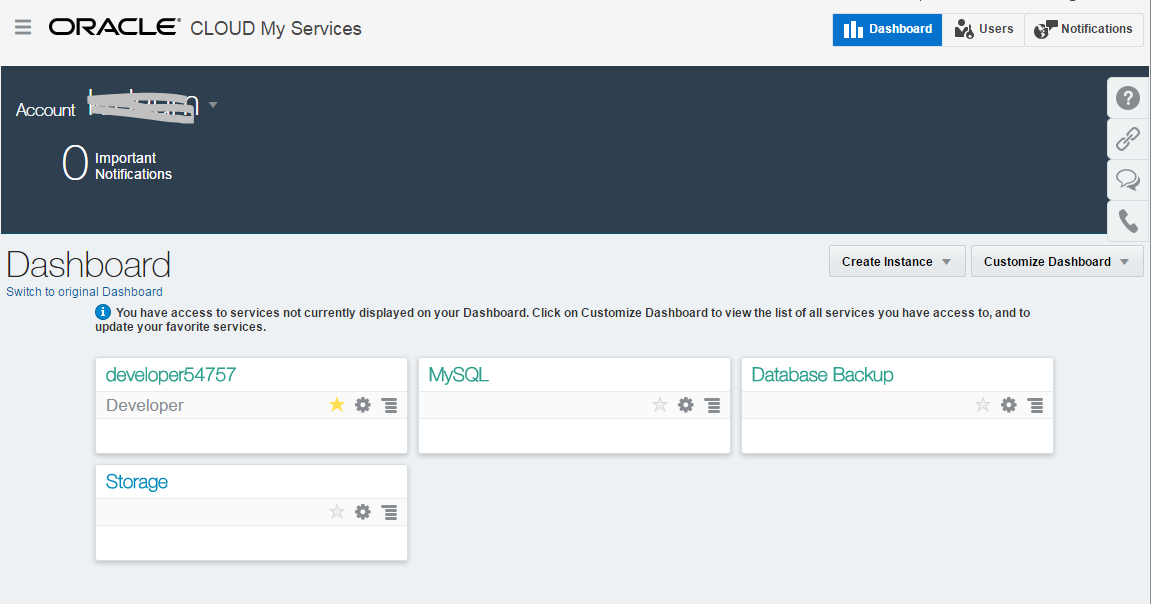 ORACLE CLOUD My Services
Dashboard
Users
Notifications
Account
0 Important
Notifications
Dashboard
Switch to original Dashboard
Create Instance
Customize Dashboard
You have access to services not currently displayed on your Dashboard. Click on Customize Dashboard to view the list of all services you have access to, and to
update your favorite services.
developer54757
Developer
MySQL
Database Backup
Storage